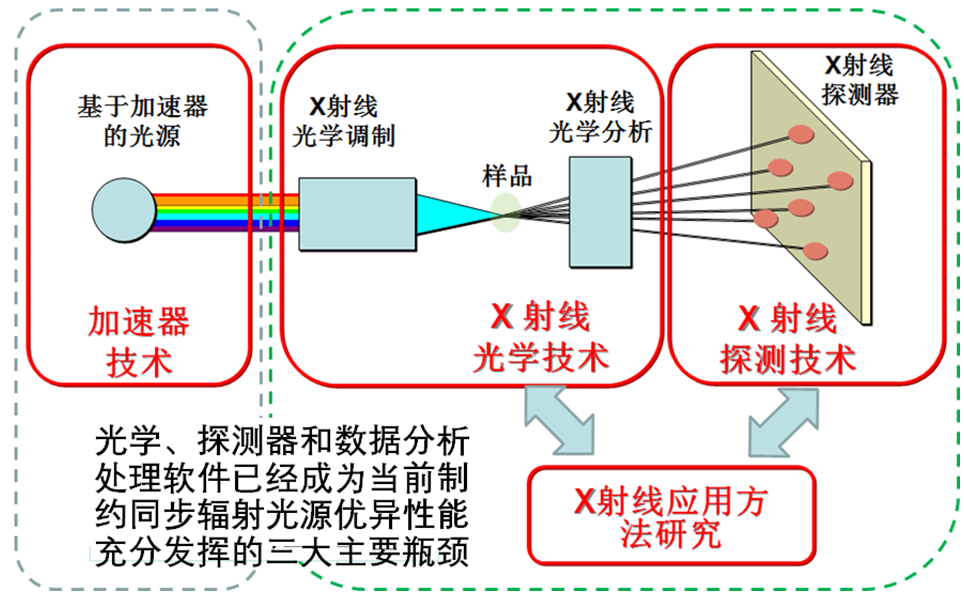 基于加速器
的光源
加速器
技术
X射线
光学调制
样品
X射线
光学分析
X 射线
光学技术
X射线
探测器
X 射线
探测技术
光学、探测器和数据分析
处理软件已经成为当前制
约同步辐射光源优异性能
充分发挥的三大主要瓶颈
X射线应用方
法研究